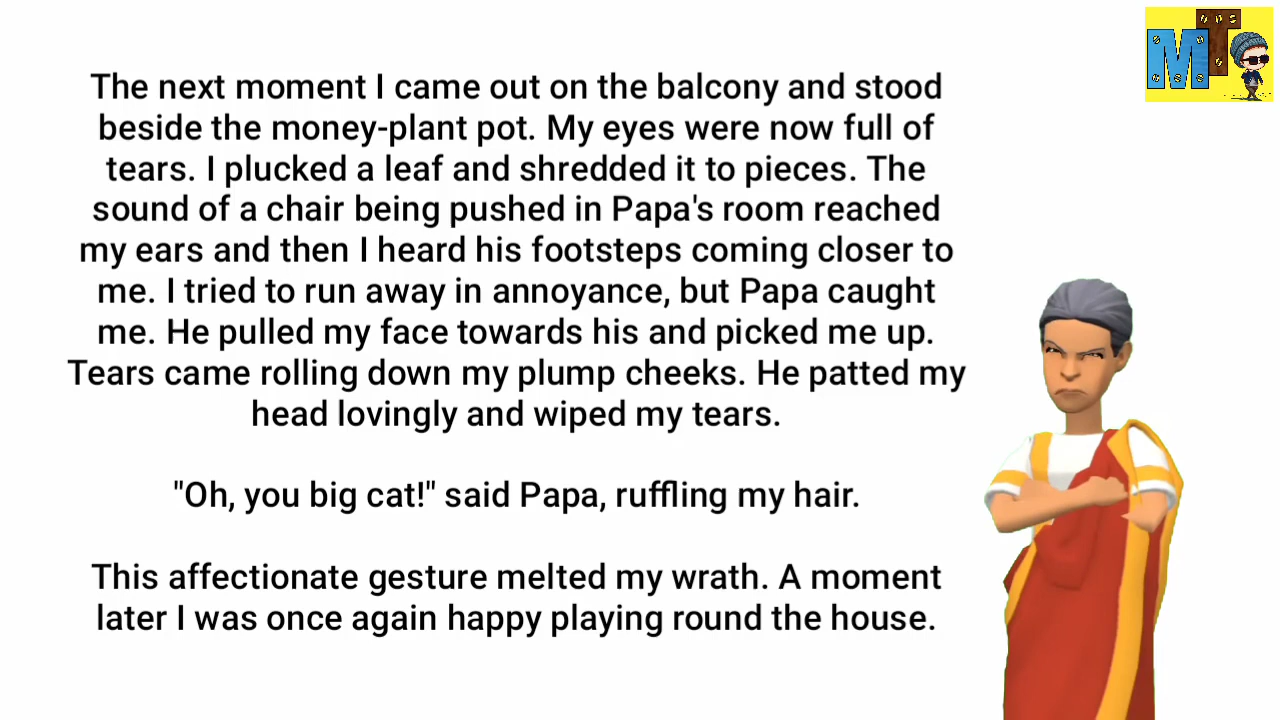 The next moment I came out on the balcony and stood
beside the money-plant pot. My eyes were now full of
tears. I plucked a leaf and shredded it to pieces. The
sound of a chair being pushed in Papa's room reached
my ears and then I heard his footsteps coming closer to
me. I tried to run away in annoyance, but Papa caught
me. He pulled my face towards his and picked me up.
Tears came rolling down my plump cheeks. He patted my
head lovingly and wiped my tears.
"Oh, you big cat!" said Papa, ruffling my hair.
This affectionate gesture melted my wrath. A moment
later I was once again happy playing round the house.
MT